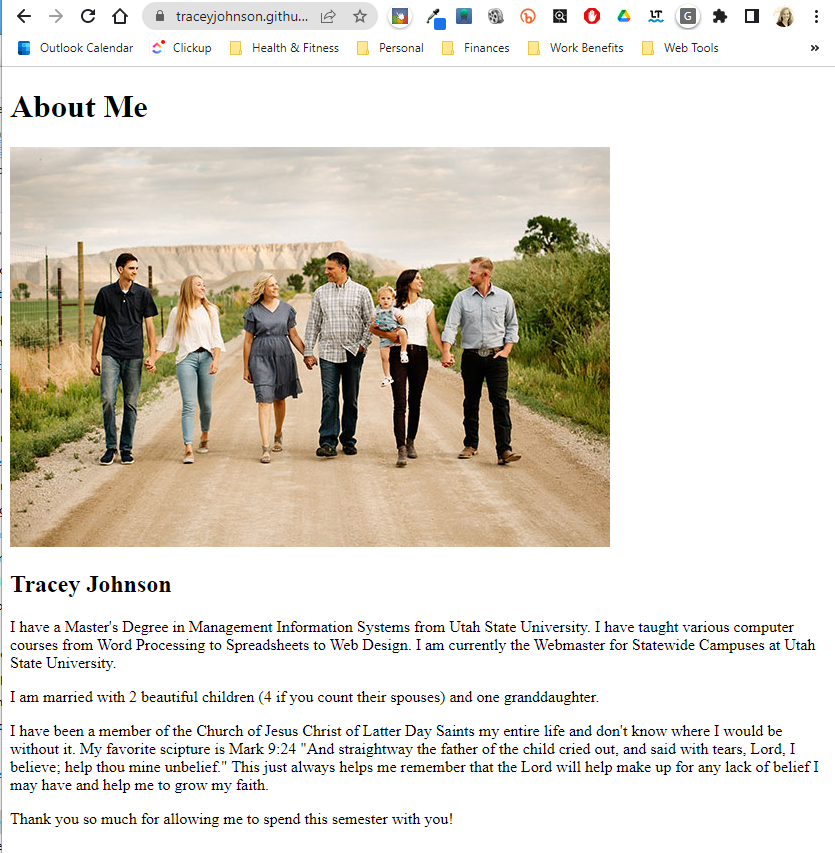 traceyjohnson.githu...
Outlook Calendar Clickup Health & Fitness Personal Finances Work Benefits Web Tools »
About Me
Tracey Johnson
I have a Master's Degree in Management Information Systems from Utah State University. I have taught various computer
courses from Word Processing to Spreadsheets to Web Design. I am currently the Webmaster for Statewide Campuses at Utah
State University.
I am married with 2 beautiful children (4 if you count their spouses) and one granddaughter.
I have been a member of the Church of Jesus Christ of Latter Day Saints my entire life and don't know where I would be
without it. My favorite scipture is Mark 9:24 "And straightway the father of the child cried out, and said with tears, Lord, I
believe; help thou mine unbelief." This just always helps me remember that the Lord will help make up for any lack of belief I
may have and help me to grow my faith.
Thank you so much for allowing me to spend this semester with you!